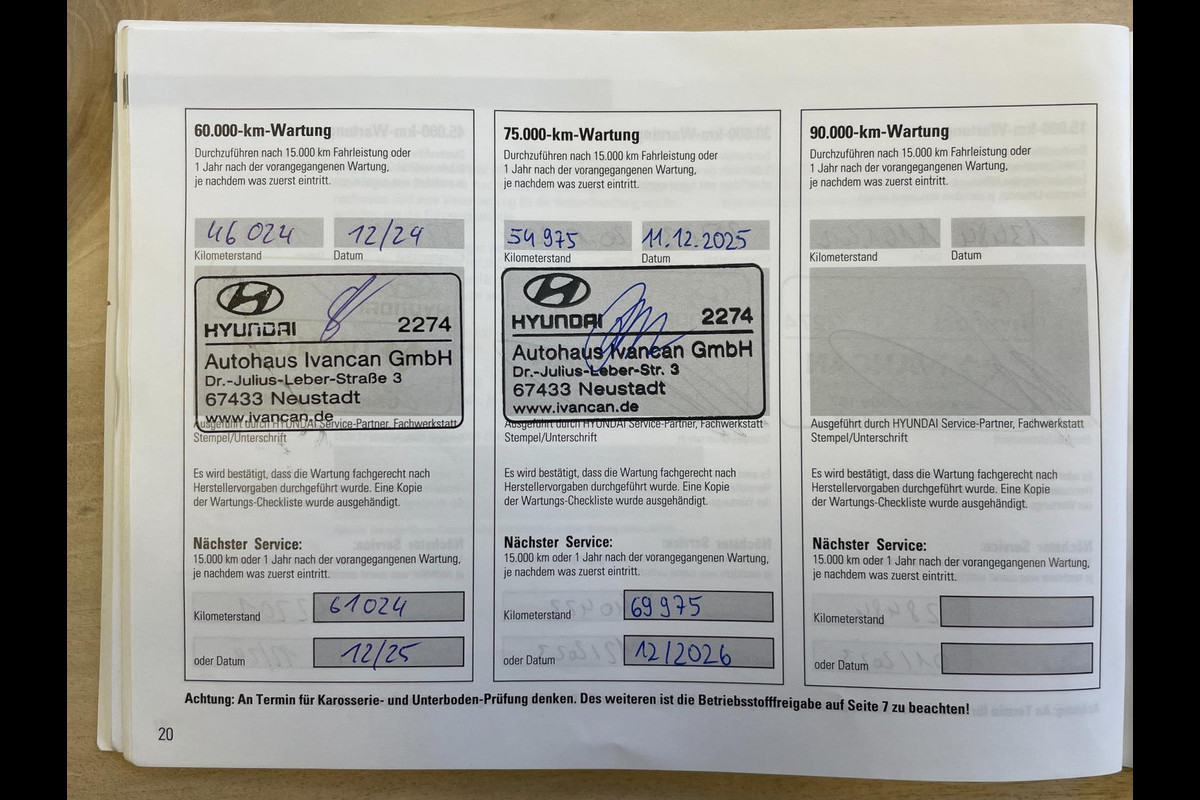 60.000-km-Wartung
Durchzuführen nach 15.000 km Fahrleistung oder
1 Jahr nach der vorangegangenen Wartung,
je nachdem was zuerst eintritt.
46 024
12/24
Kilometerstand
Datum
HYUNDAI
2274
Autohaus Ivancan GmbH
Dr.-Julius-Leber-Straße 3
67433 Neustadt
www.ivancan.de
Ausgeführt durch HYUNDAI Service-Partner, Fachwerkstatt
Stempel/Unterschrift
Es wird bestätigt, dass die Wartung fachgerecht nach
Herstellervorgaben durchgeführt wurde. Eine Kopie
der Wartungs-Checkliste wurde ausgehändigt.
Nächster Service:
15.000 km oder 1 Jahr nach der vorangegangenen Wartung,
je nachdem was zuerst eintritt.
Kilometerstand
61024
oder Datum
12/25
75.000-km-Wartung
Durchzuführen nach 15.000 km Fahrleistung oder
1 Jahr nach der vorangegangenen Wartung,
je nachdem was zuerst eintritt.
54 975
11.12.2025
Kilometerstand
Datum
HYUNDAI
2274
Autohaus Ivancan GmbH
Dr.-Julius-Leber-Str. 3
67433 Neustadt
www.ivancan.de
Ausgeführt durch HYUNDAI Service-Partner, Fachwerkstatt
Stempel/Unterschrift
Es wird bestätigt, dass die Wartung fachgerecht nach
Herstellervorgaben durchgeführt wurde. Eine Kopie
der Wartungs-Checkliste wurde ausgehändigt.
Nächster Service:
15.000 km oder 1 Jahr nach der vorangegangenen Wartung,
je nachdem was zuerst eintritt.
Kilometerstand
69 975
oder Datum
12/2026
90.000-km-Wartung
Durchzuführen nach 15.000 km Fahrleistung oder
1 Jahr nach der vorangegangenen Wartung,
je nachdem was zuerst eintritt.
Kilometerstand
Datum
Ausgeführt durch HYUNDAI Service-Partner, Fachwerkstatt
Stempel/Unterschrift
Es wird bestätigt, dass die Wartung fachgerecht nach
Herstellervorgaben durchgeführt wurde. Eine Kopie
der Wartungs-Checkliste wurde ausgehändigt.
Nächster Service:
15.000 km oder 1 Jahr nach der vorangegangenen Wartung,
je nachdem was zuerst eintritt.
Kilometerstand
oder Datum
Achtung: An Termin für Karosserie- und Unterboden-Prüfung denken. Des weiteren ist die Betriebsstofffreigabe auf Seite 7 zu beachten!
20